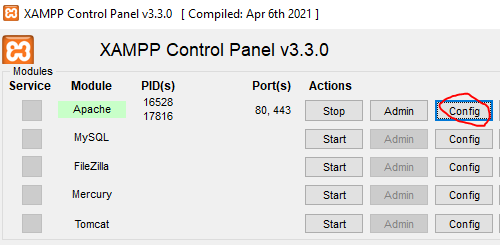 XAMPP Control Panel v3.3.0 [ Compiled: Apr 6th 2021 ]
XAMPP Control Panel v3.3.0
Modules
Service Module PID(s) Port(s) Actions
Apache 16528 17816 80, 443 Stop Admin Config
MySQL Start Admin Config
FileZilla Start Admin Config
Mercury Start Admin Config
Tomcat Start Admin Config